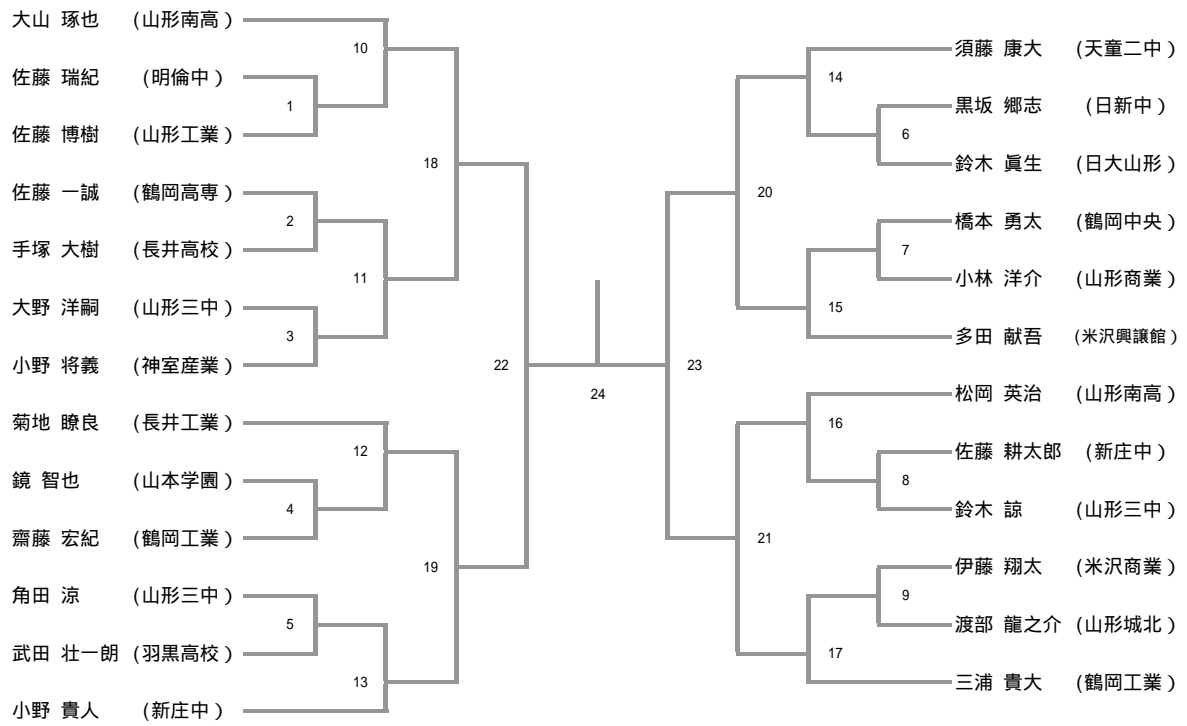 大山 琢也 (山形南高)
10
佐藤 瑞紀 (明倫中)
1
佐藤 博樹 (山形工業)
18
佐藤 一誠 (鶴岡高専)
2
手塚 大樹 (長井高校)
11
大野 洋嗣 (山形三中)
3
小野 将義 (神室産業)
22
菊地 瞭良 (長井工業)
12
鏡 智也 (山本学園)
4
齋藤 宏紀 (鶴岡工業)
19
角田 涼 (山形三中)
5
武田 壮一朗 (羽黒高校)
13
小野 貴人 (新庄中)
24
須藤 康大 (天童二中)
14
黒坂 郷志 (日新中)
6
鈴木 眞生 (日大山形)
20
橋本 勇太 (鶴岡中央)
7
小林 洋介 (山形商業)
15
多田 献吾 (米沢興譲館)
23
松岡 英治 (山形南高)
16
佐藤 耕太郎 (新庄中)
8
鈴木 諒 (山形三中)
21
伊藤 翔太 (米沢商業)
9
渡部 龍之介 (山形城北)
17
三浦 貴大 (鶴岡工業)